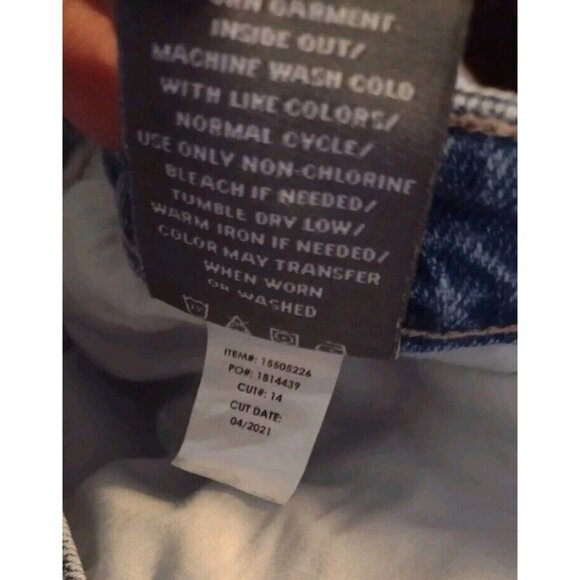 GARMENT
INSIDE OUT/
MACHINE WASH COLD
WITH LIKE COLORS/
NORMAL CYCLE/
USE ONLY NON-CHLORINE
BLEACH IF NEEDED/
TUMBLE DRY LOW/
WARM IRON IF NEEDED/
COLOR MAY TRANSFER
WHEN WORN
OR WASHED
ITEM#: 15505226
PO#: 1814439
CUT#: 14
CUT DATE:
04/2021